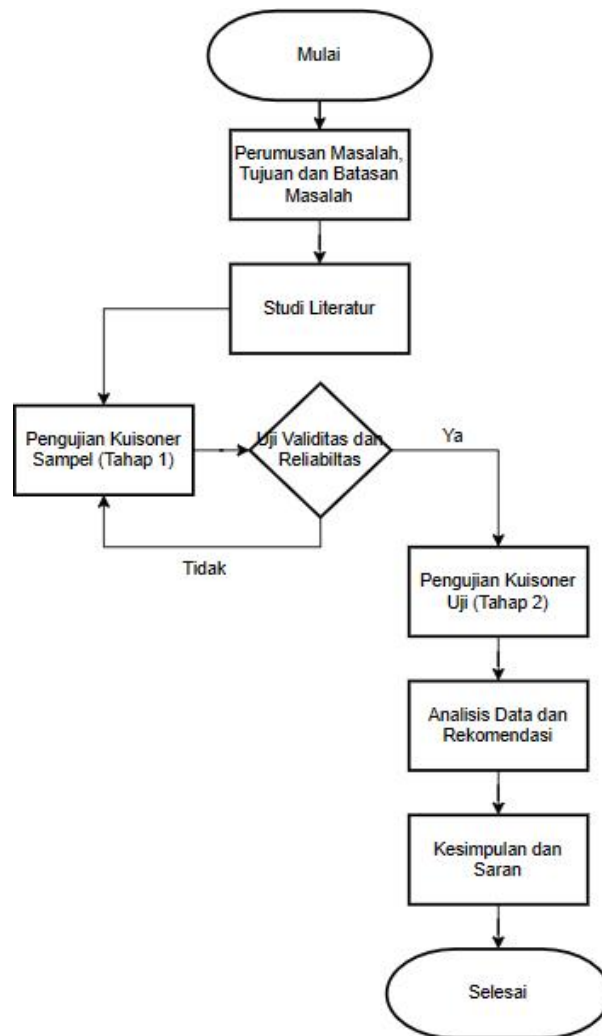 Mulai
Perumusan Masalah,
Tujuan dan Batasan
Masalah
Studi Literatur
Pengujian Kuisoner
Sampel (Tahap 1)
Uji Validitas dan
Reliabiltas
Ya
Tidak
Pengujian Kuisoner
Uji (Tahap 2)
Analisis Data dan
Rekomendasi
Kesimpulan dan
Saran
Selesai